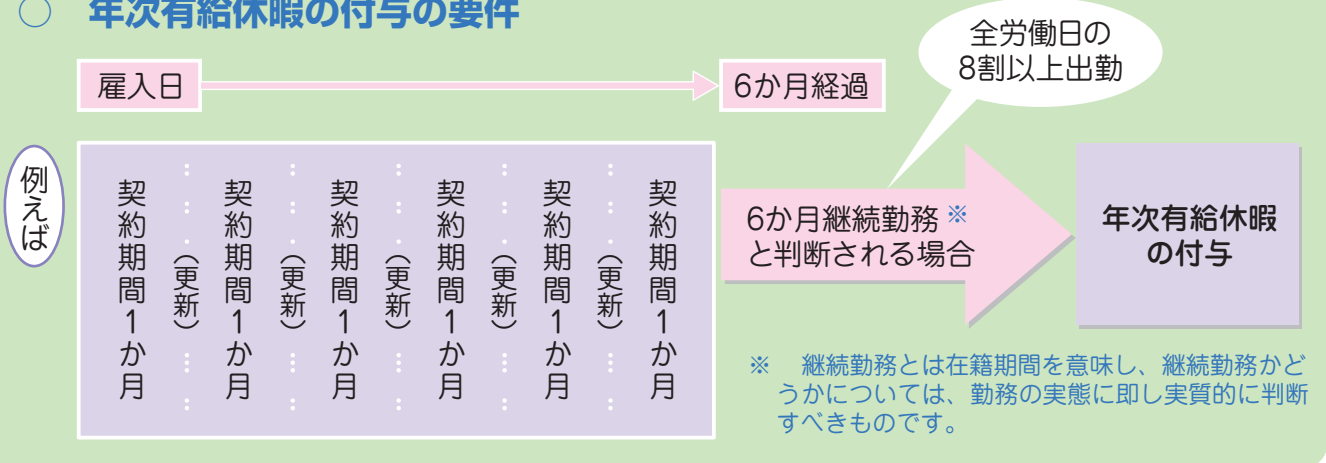 ○ 年次有給休暇の付与の要件
全労働日の
8割以上出勤
雇入日
6か月経過
例えば
契約期間1か月
(更新)
契約期間1か月
(更新)
契約期間1か月
(更新)
契約期間1か月
(更新)
契約期間1か月
(更新)
契約期間1か月
6か月継続勤務※
と判断される場合
年次有給休暇
の付与
※ 継続勤務とは在籍期間を意味し、継続勤務かど
うかについては、勤務の実態に即し実質的に判断
すべきものです。